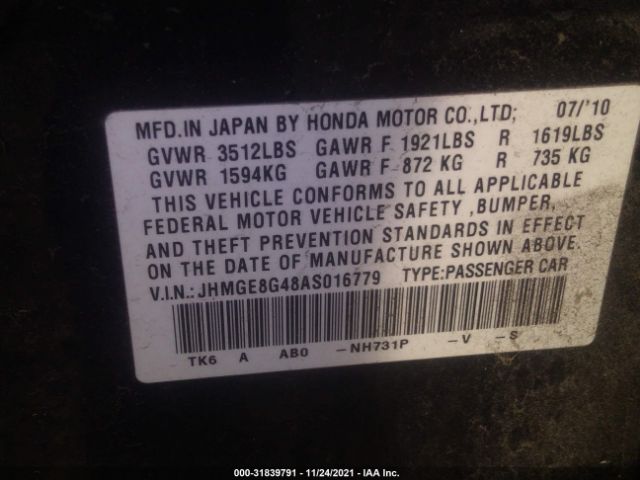 MFD.IN JAPAN BY HONDA MOTOR CO.,LTD; 07/'10
GVWR 3512LBS GAWR F 1921LBS R 1619LBS
GVWR 1594KG GAWR F 872 KG R 735 KG
THIS VEHICLE CONFORMS TO ALL APPLICABLE
FEDERAL MOTOR VEHICLE SAFETY ,BUMPER,
AND THEFT PREVENTION STANDARDS IN EFFECT
ON THE DATE OF MANUFACTURE SHOWN ABOVE.
V.I.N.: JHMGE8G48AS016779 TYPE:PASSENGER CAR
TK6 A AB0 -NH731P -V -S
000-31839791 - 11/24/2021 - IAA Inc.